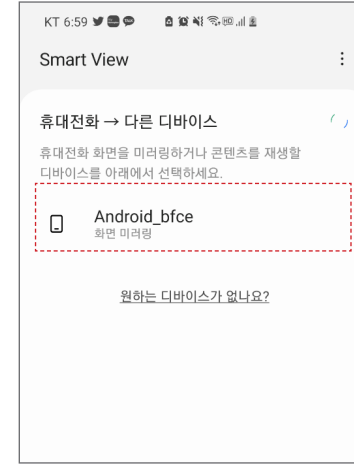 KT 6:59
Smart View
휴대전화 → 다른 디바이스
휴대전화 화면을 미러링하거나 콘텐츠를 재생할
디바이스를 아래에서 선택하세요.
Android_bfce
화면 미러링
원하는 디바이스가 없나요?